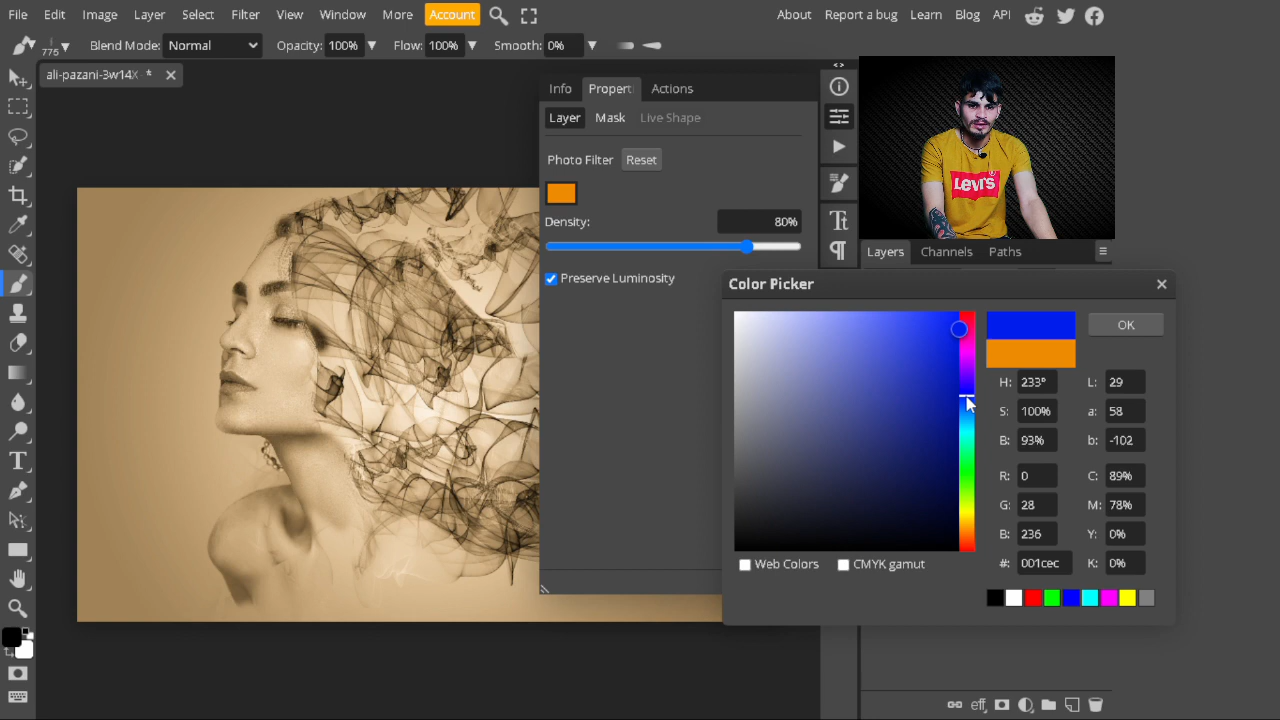 File Edit Image Layer Select Filter View Window More Account About Report a bug Learn Blog API
775 Blend Mode: Normal Opacity: 100% Flow: 100% Smooth: 0%
ali-pazani-3w14X *
Info Propert Actions
Layer Mask Live Shape
Photo Filter Reset
Density: 80%
Preserve Luminosity
LEVI'S
Layers Channels Paths
Color Picker
OK
H: 233° L: 29
S: 100% a: 58
B: 93% b: -102
R: 0 C: 89%
G: 28 M: 78%
B: 236 Y: 0%
#: 001cec K: 0%
Web Colors CMYK gamut
eff